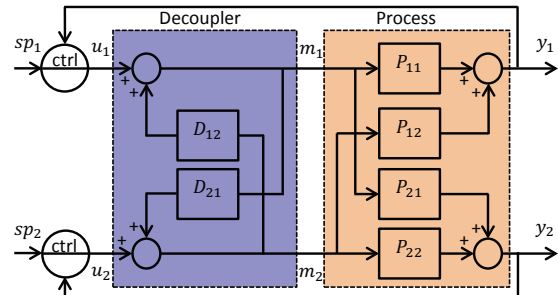 Decoupler
Process
sp₁
ctrl
u₁
+
+
m₁
P₁₁
+
+
y₁
D₁₂
P₁₂
D₂₁
P₂₁
sp₂
ctrl
u₂
+
+
m₂
P₂₂
+
+
y₂